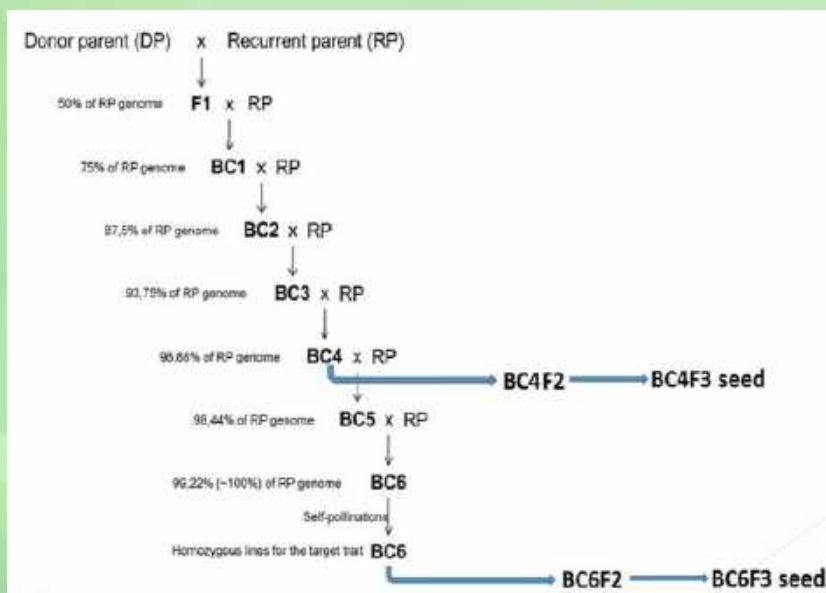 Donor parent (DP) x Recurrent parent (RP)
50% of RP genome F1 x RP
75% of RP genome BC1 x RP
87,5% of RP genome BC2 x RP
93,75% of RP genome BC3 x RP
96.88% of RP genome BC4 x RP
BC4F2 BC4F3 seed
98,44% of RP genome BC5 x RP
99,22% (~100%) of RP genome BC6
Self-pollinations
Homozygous lines for the target trait BC6
BC6F2 BC6F3 seed